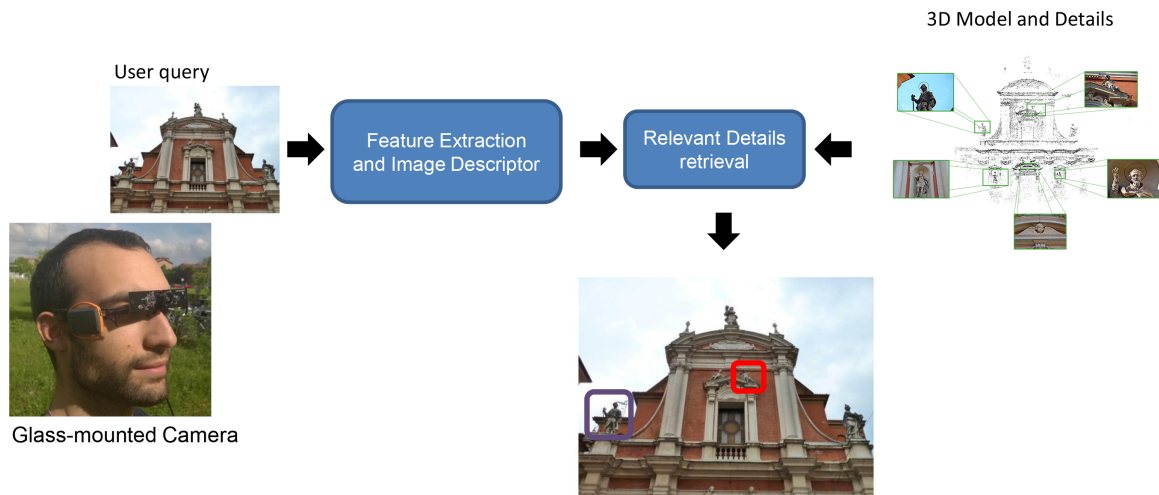 3D Model and Details
User query
Feature Extraction
and Image Descriptor
Relevant Details
retrieval
Glass-mounted Camera